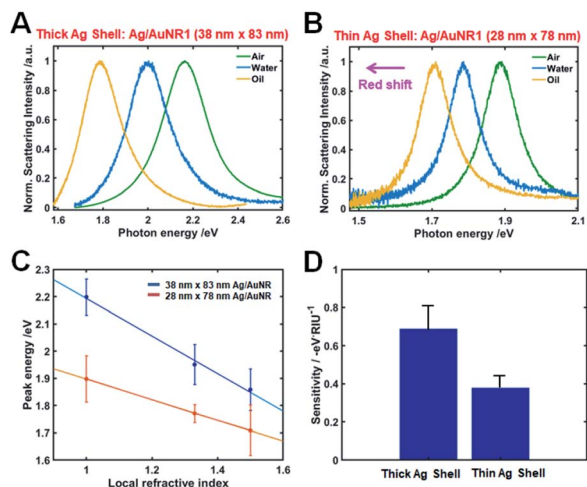 A
Thick Ag Shell: Ag/AuNR1 (38 nm x 83 nm)
Norm. Scattering Intensity /a.u.
1
0.8
0.6
0.4
0.2
0
Air
Water
Oil
1.6 1.8 2 2.2 2.4 2.6
Photon energy /eV
B
Thin Ag Shell: Ag/AuNR1 (28 nm x 78 nm)
Norm. Scattering Intensity /a.u.
1
0.8
0.6
0.4
0.2
0
Red shift
Air
Water
Oil
1.5 1.7 1.9 2.1
Photon energy /eV
C
Peak energy /eV
2.3
2.2
2.1
2
1.9
1.8
1.7
1.6
38 nm x 83 nm Ag/AuNR
28 nm x 78 nm Ag/AuNR
1 1.2 1.4 1.6
Local refractive index
D
Sensitivity / -eV·RIU-1
1
0.8
0.6
0.4
0.2
0
Thick Ag Shell Thin Ag Shell